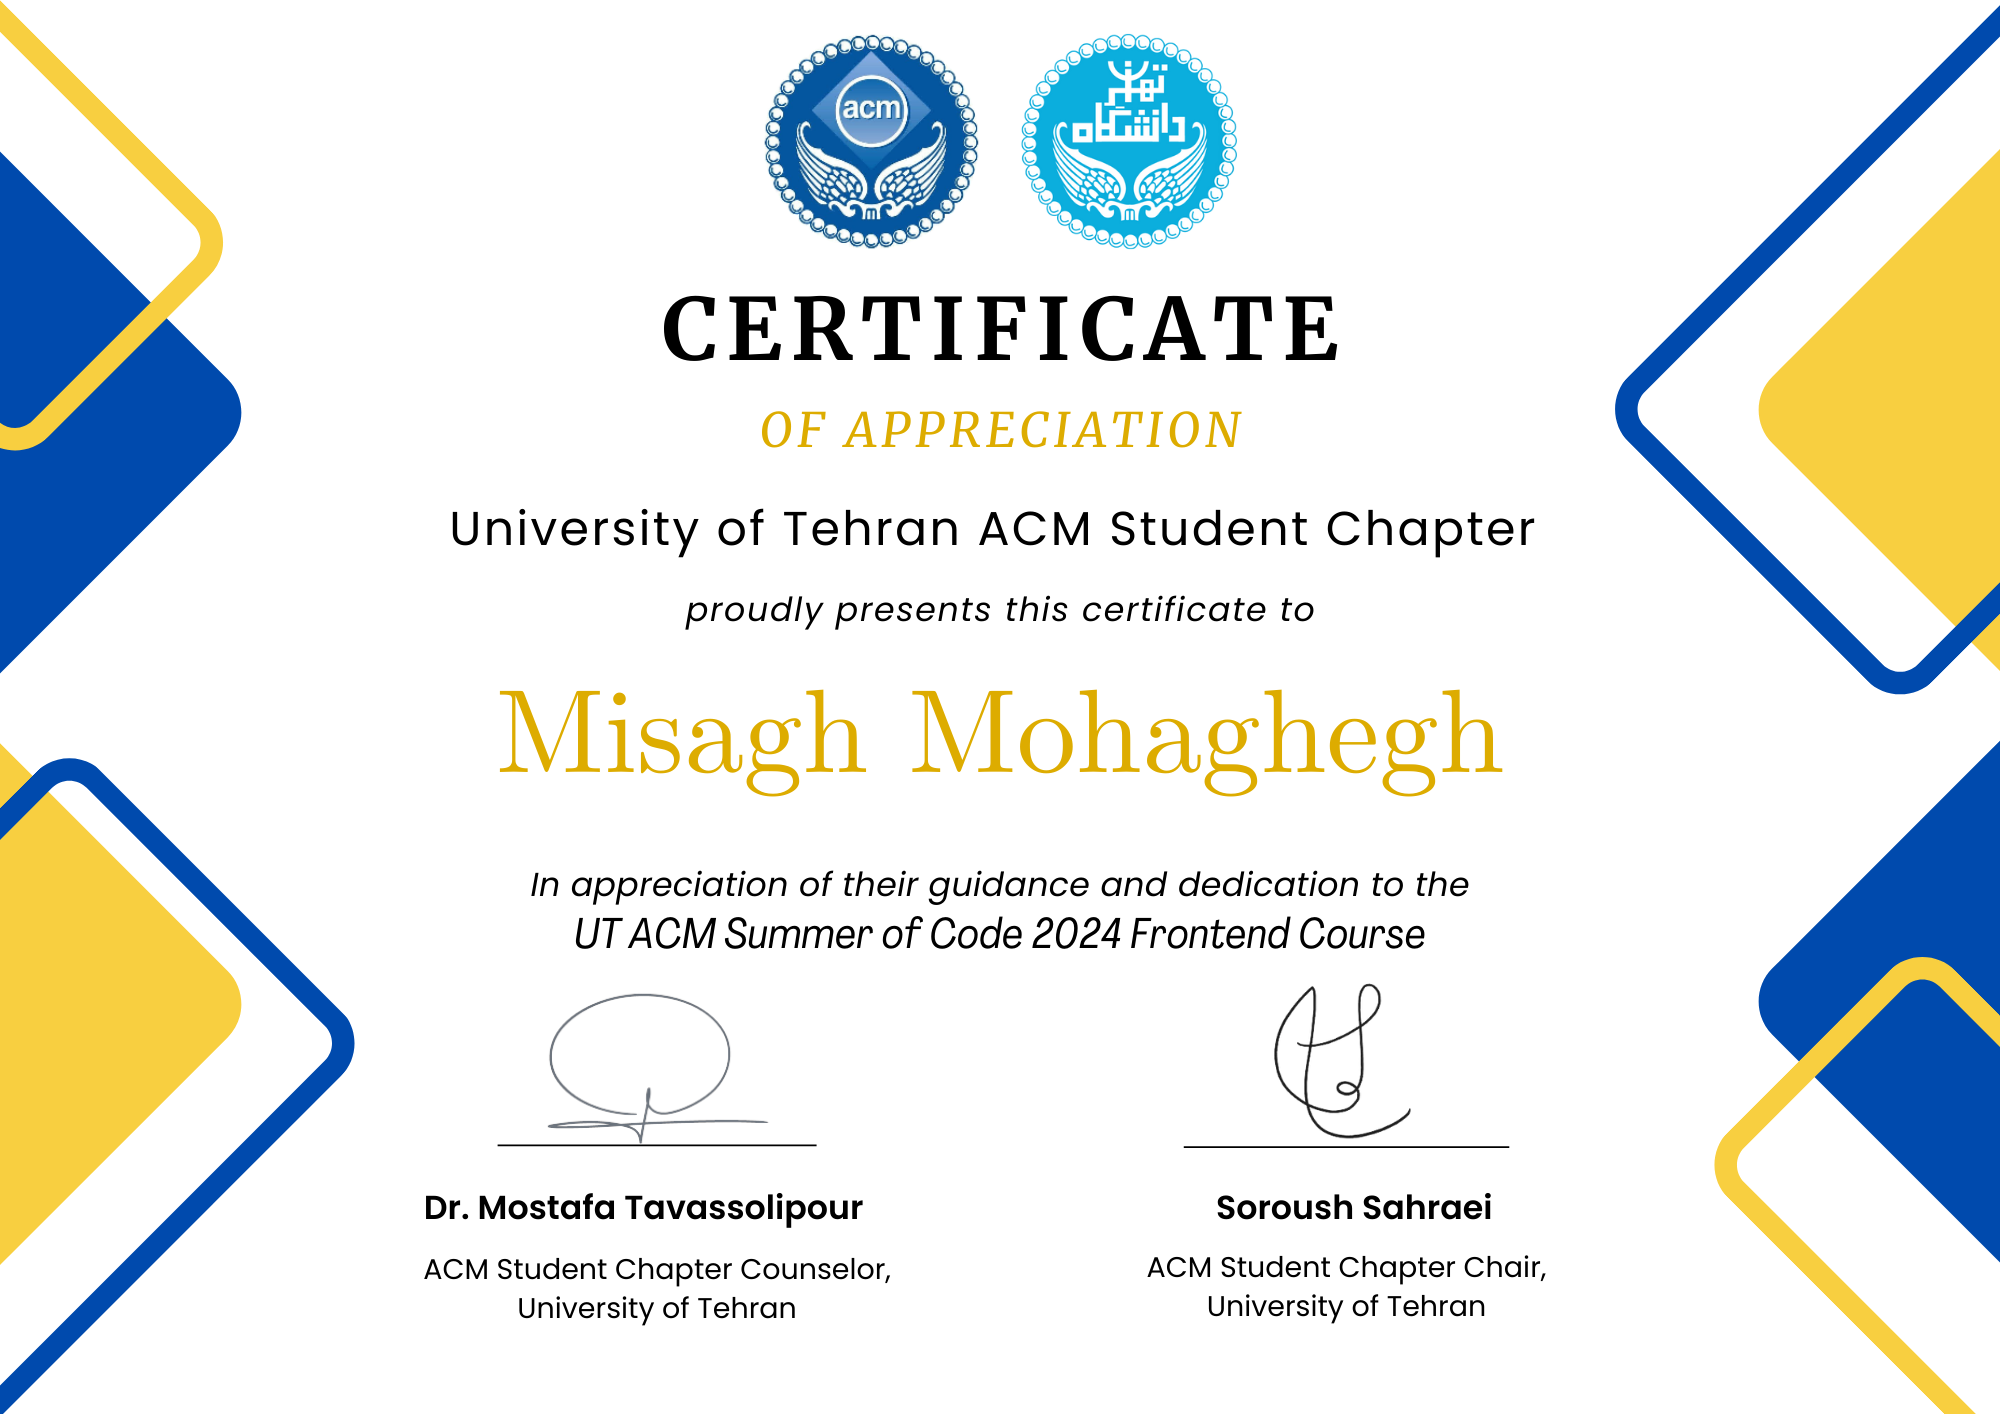 acm
تهران
دانشگاه
CERTIFICATE
OF APPRECIATION
University of Tehran ACM Student Chapter
proudly presents this certificate to
Misagh Mohaghegh
In appreciation of their guidance and dedication to the
UT ACM Summer of Code 2024 Frontend Course
Dr. Mostafa Tavassolipour
ACM Student Chapter Counselor,
University of Tehran
Soroush Sahraei
ACM Student Chapter Chair,
University of Tehran